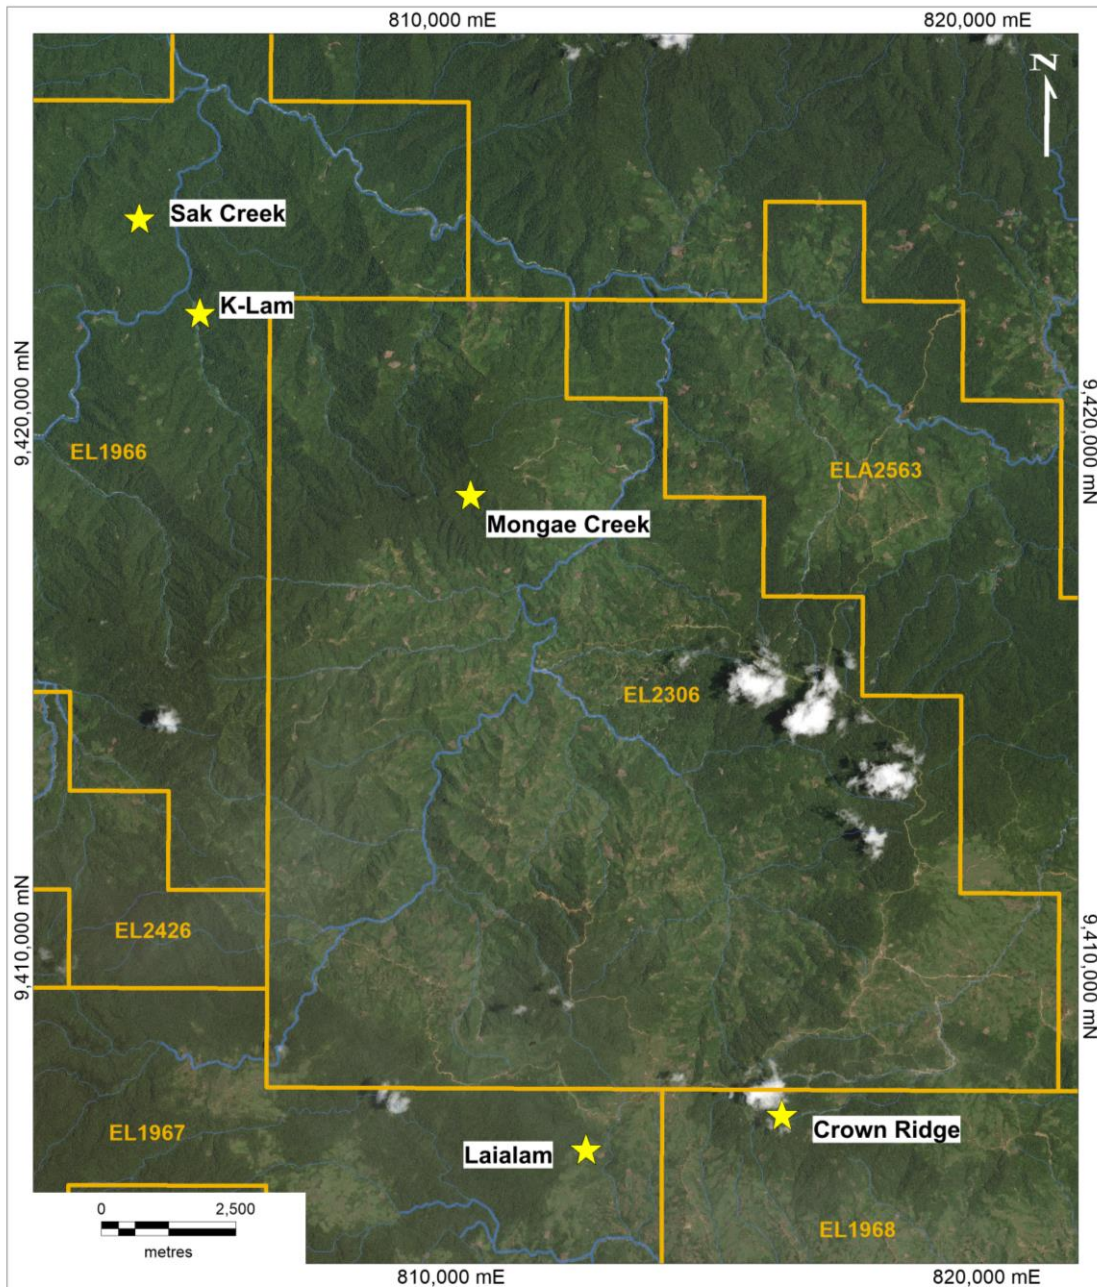 810,000 mE
820,000 mE
N
Sak Creek
K-Lam
9,420,000 mN
9,420,000 mN
EL1966
ELA2563
Mongae Creek
EL2306
EL2426
9,410,000 mN
9,410,000 mN
EL1967
Crown Ridge
Laialam
EL1968
0
2,500
metres
810,000 mE
820,000 mE